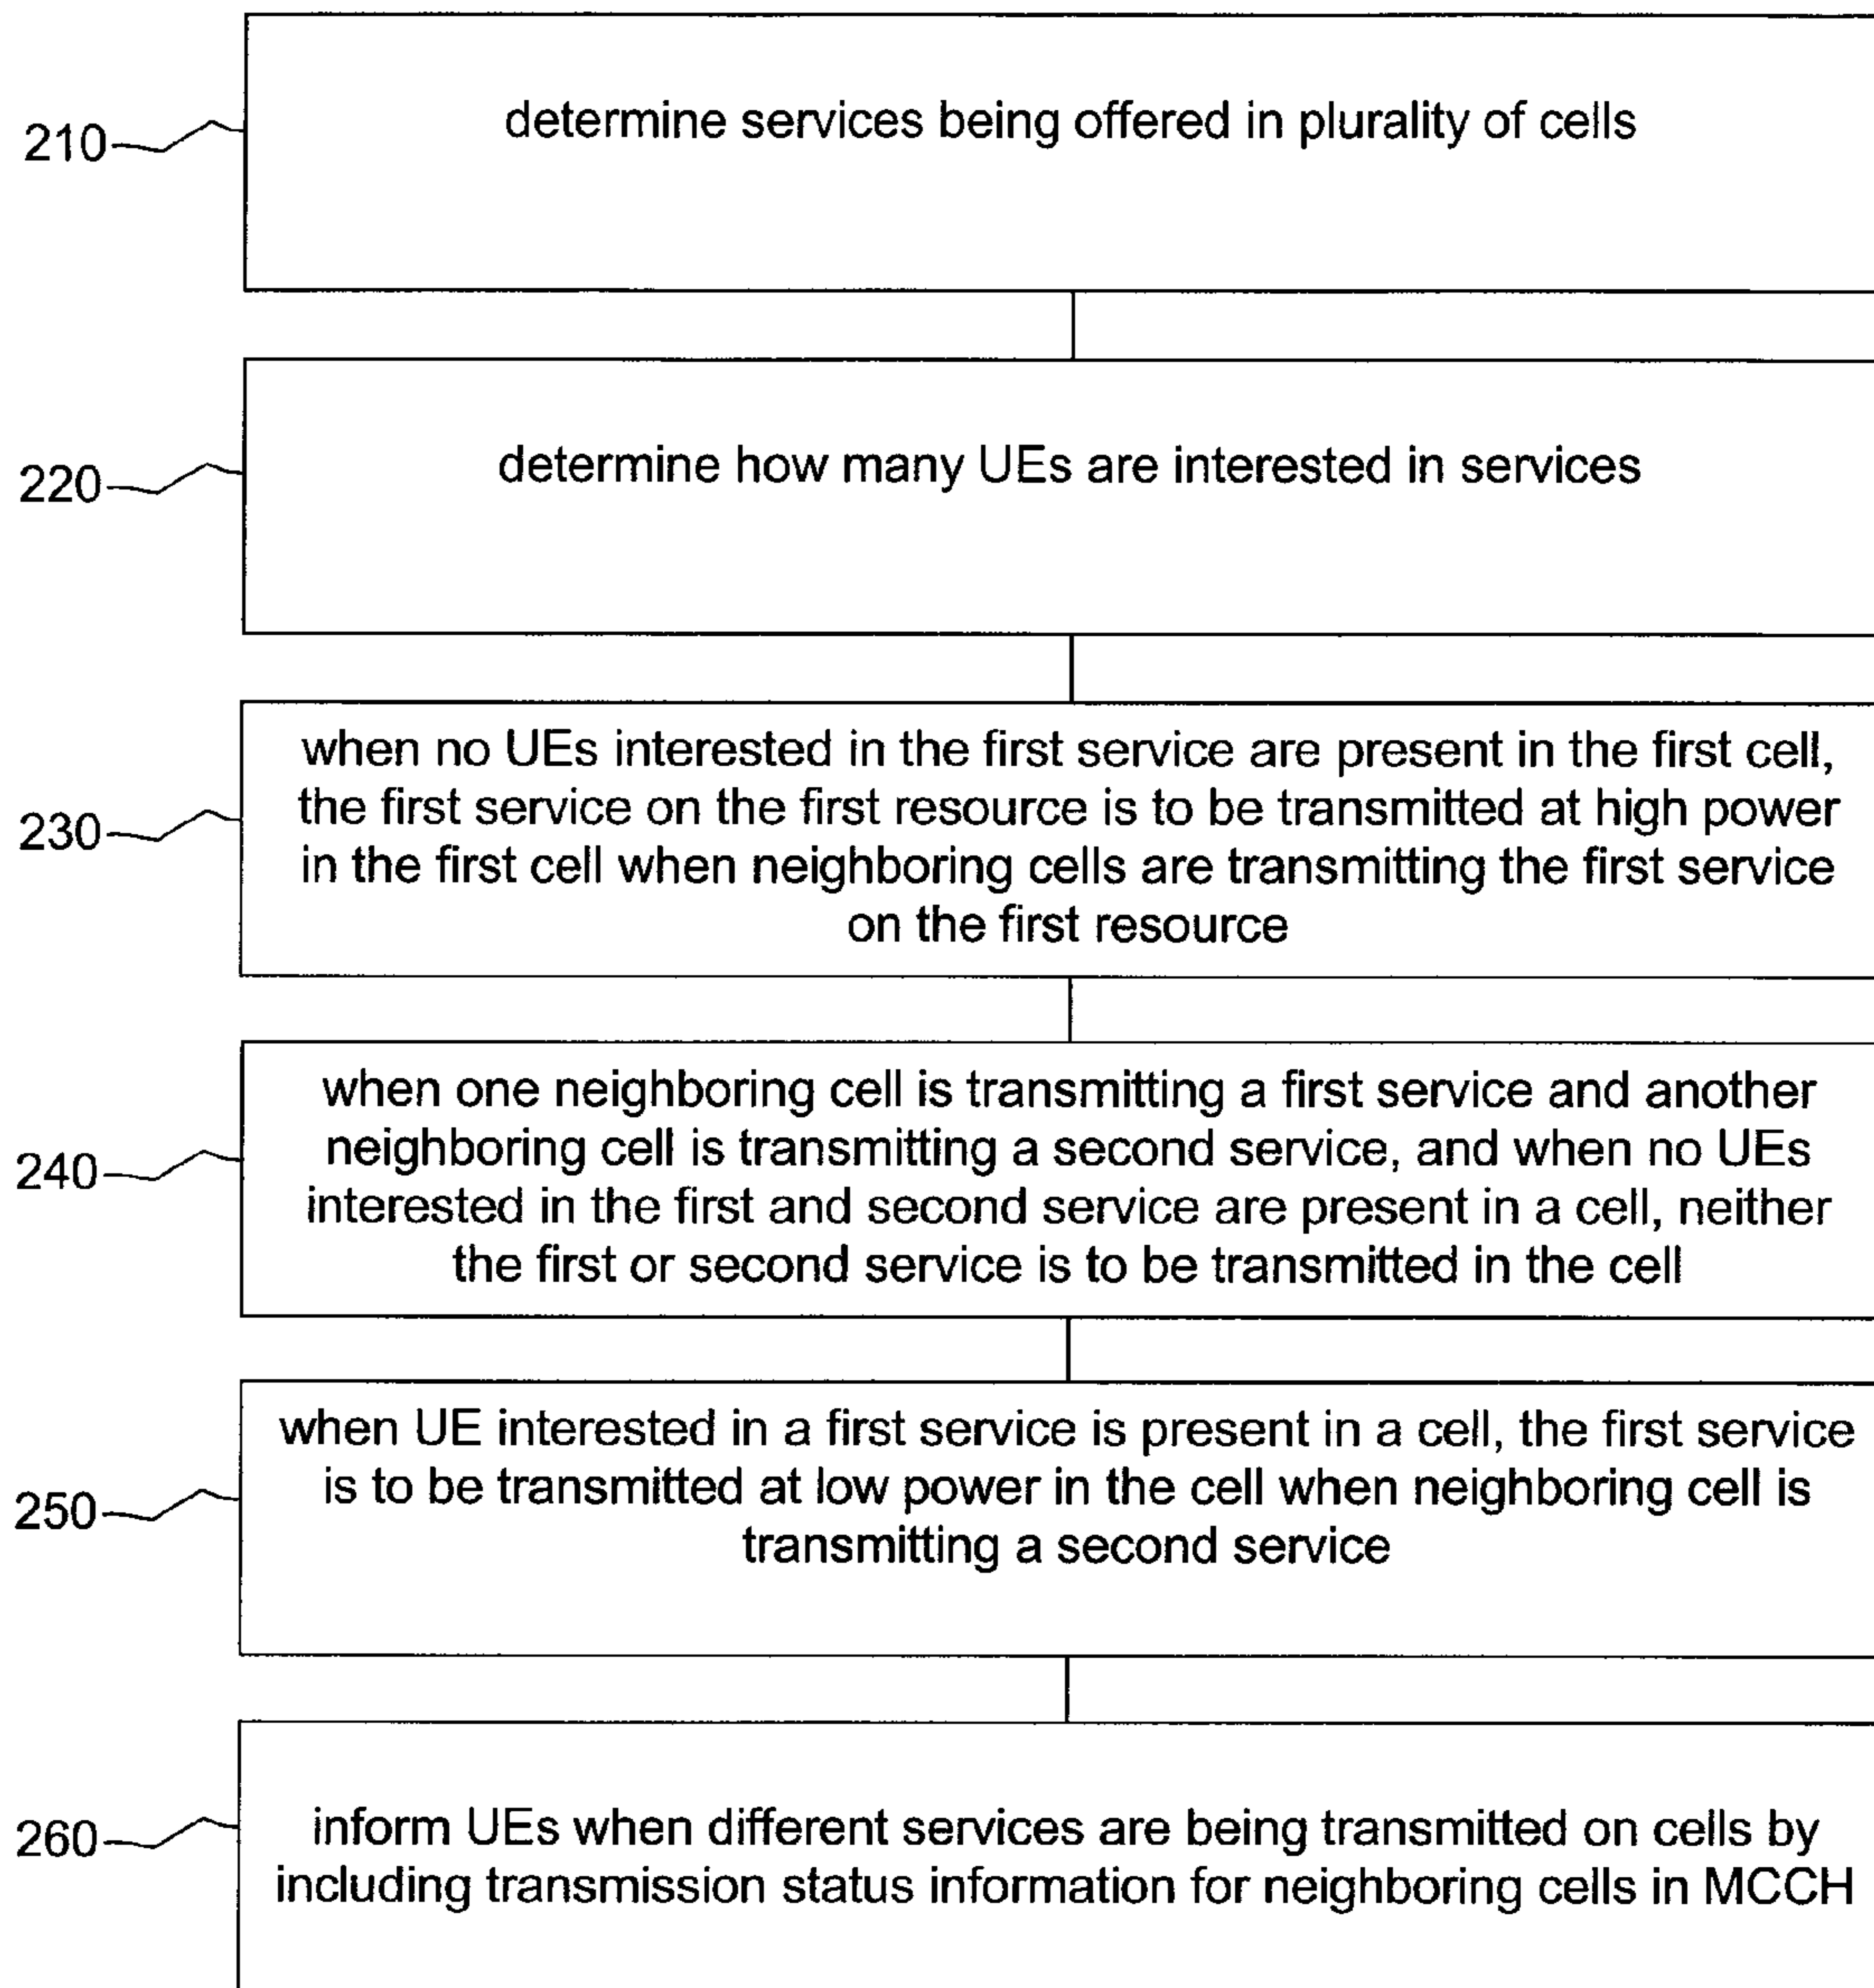 210
determine services being offered in plurality of cells
220
determine how many UEs are interested in services
230
when no UEs interested in the first service are present in the first cell,
the first service on the first resource is to be transmitted at high power
in the first cell when neighboring cells are transmitting the first service
on the first resource
240
when one neighboring cell is transmitting a first service and another
neighboring cell is transmitting a second service, and when no UEs
interested in the first and second service are present in a cell, neither
the first or second service is to be transmitted in the cell
250
when UE interested in a first service is present in a cell, the first service
is to be transmitted at low power in the cell when neighboring cell is
transmitting a second service
260
inform UEs when different services are being transmitted on cells by
including transmission status information for neighboring cells in MCCH